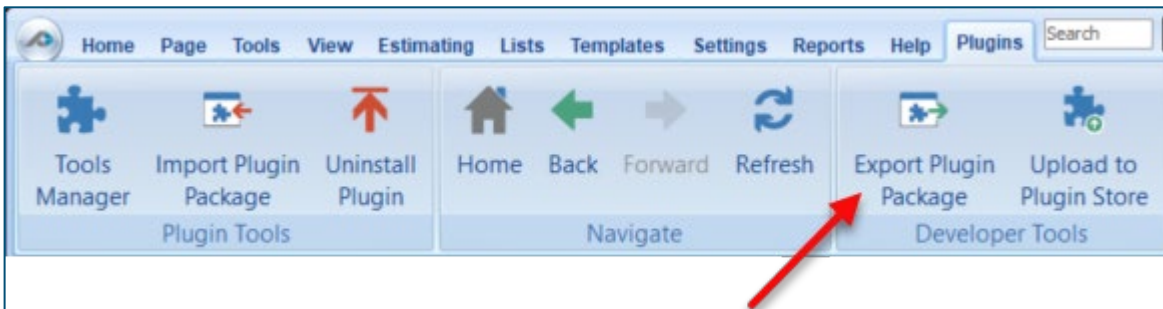 Home Page Tools View Estimating Lists Templates Settings Reports Help Plugins Search
Tools Import Plugin Uninstall Home Back Forward Refresh Export Plugin Upload to
Manager Package Plugin Package Plugin Store
Plugin Tools Navigate Developer Tools